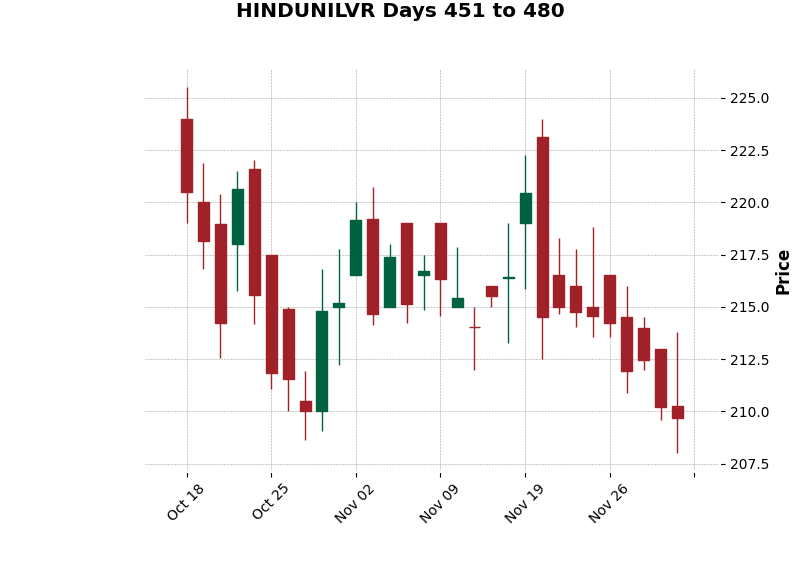 HINDUNILVR Days 451 to 480
225.0
222.5
220.0
217.5
215.0
212.5
210.0
207.5
Price
Oct 18
Oct 25
Nov 02
Nov 09
Nov 19
Nov 26